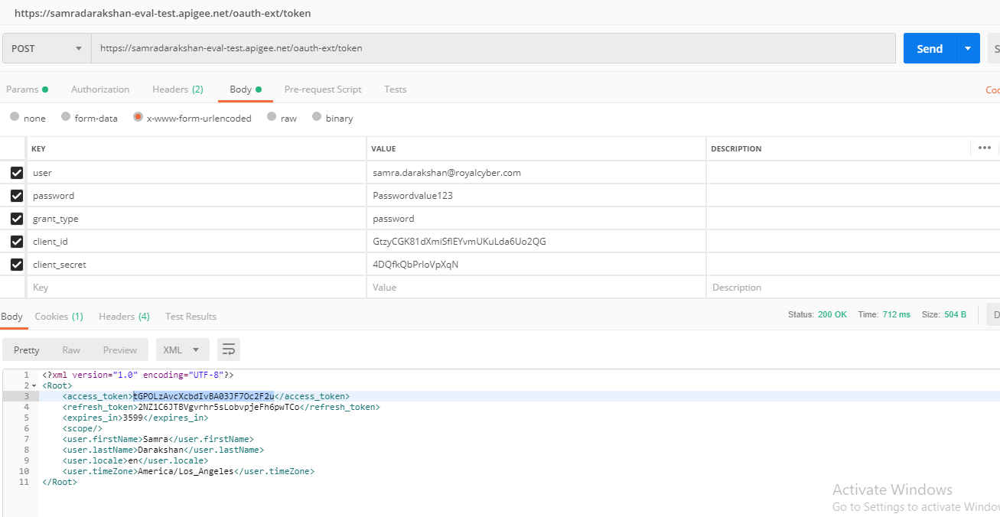 https://samradarakshan-eval-test.apigee.net/oauth-ext/token
POST https://samradarakshan-eval-test.apigee.net/oauth-ext/token Send S
Params Authorization Headers (2) Body Pre-request Script Tests Coo
none form-data x-www-form-urlencoded raw binary
KEY VALUE DESCRIPTION •••
user samra.darakshan@royalcyber.com
password Passwordvalue123
grant_type password
client_id GtzyCGK81dXmiSfIEYvmUKuLda6Uo2QG
client_secret 4DQfkQbPrIoVpXqN
Key Value Description
Body Cookies (1) Headers (4) Test Results Status: 200 OK Time: 712 ms Size: 504 B D
Pretty Raw Preview XML
1 <?xml version="1.0" encoding="UTF-8"?>
2 <Root>
3 <access_token>tGPOLzAvcXcbdIvBA03JF7Oc2F2u</access_token>
4 <refresh_token>2NZ1C6JTBVgvrhr5sLobvpjeFh6pwTCo</refresh_token>
5 <expires_in>3599</expires_in>
6 <scope/>
7 <user.firstName>Samra</user.firstName>
8 <user.lastName>Darakshan</user.lastName>
9 <user.locale>en</user.locale>
10 <user.timeZone>America/Los_Angeles</user.timeZone>
11 </Root>
Activate Windows
Go to Settings to activate Window